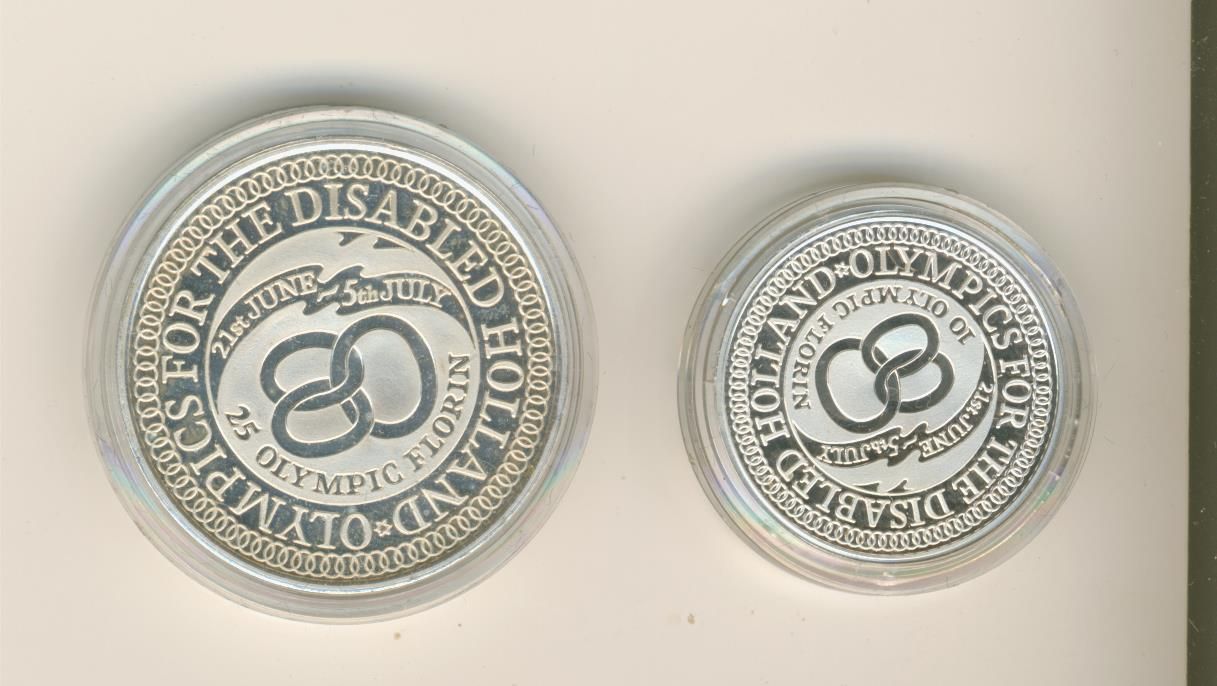 OLYMPICS FOR THE DISABLED HOLLAND
21st JUNE ~ 5th JULY
25 OLYMPIC FLORIN
OLYMPICS FOR THE DISABLED HOLLAND
21st. JUNE ~ 5th JULY
10 OLYMPIC FLORIN